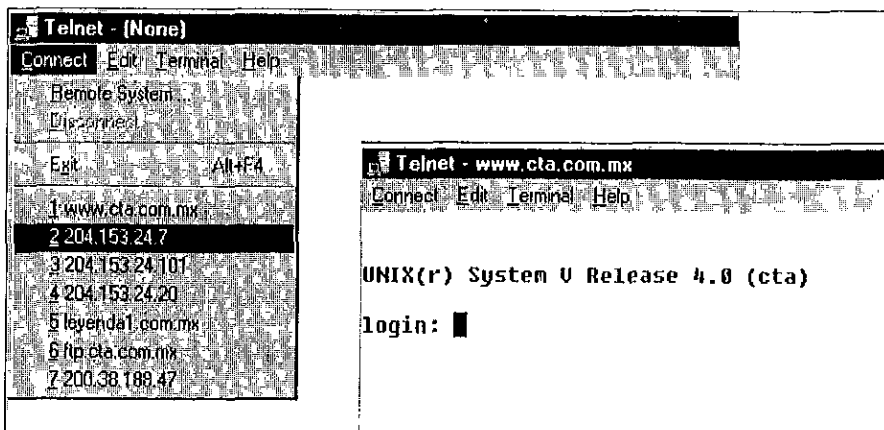 Telnet - (None)
Connect Edit Terminal Help
Remote System...
Disconnect
Exit Alt+F4
1 www.cta.com.mx
2 204.153.24.7
3 204.153.24.101
4 204.153.24.20
5 leyenda1.com.mx
6 ftp.cta.com.mx
7 200.38.189.47
Telnet - www.cta.com.mx
Connect Edit Terminal Help
UNIX(r) System V Release 4.0 (cta)
login: